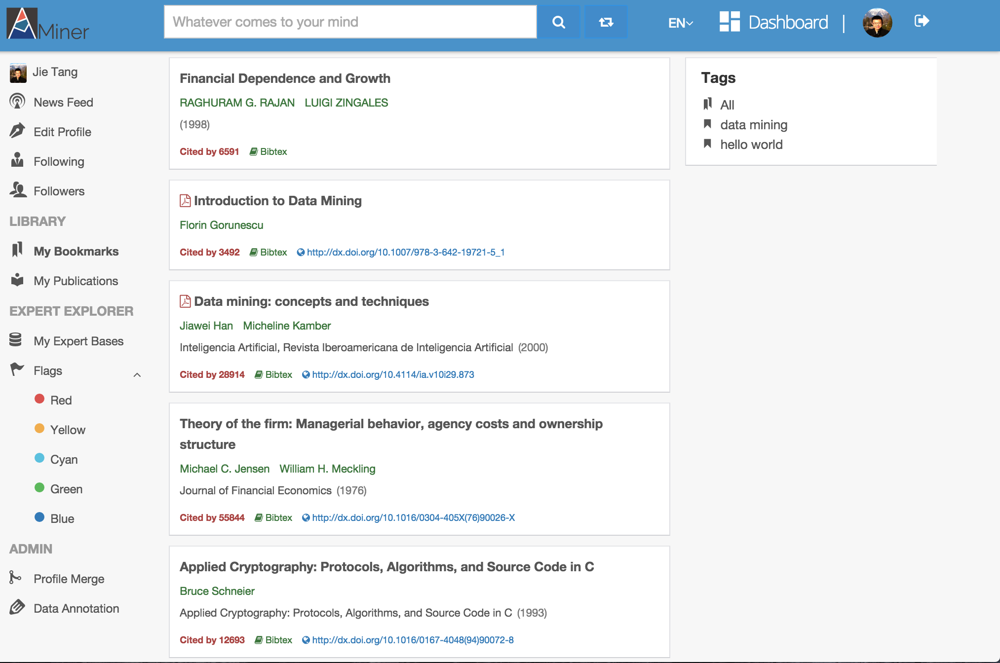 AMiner
Whatever comes to your mind
EN
Dashboard |
Jie Tang
News Feed
Edit Profile
Following
Followers
LIBRARY
My Bookmarks
My Publications
EXPERT EXPLORER
My Expert Bases
Flags
Red
Yellow
Cyan
Green
Blue
ADMIN
Profile Merge
Data Annotation
Financial Dependence and Growth
RAGHURAM G. RAJAN LUIGI ZINGALES
(1998)
Cited by 6591 Bibtex
Introduction to Data Mining
Florin Gorunescu
Cited by 3492 Bibtex http://dx.doi.org/10.1007/978-3-642-19721-5_1
Data mining: concepts and techniques
Jiawei Han Micheline Kamber
Inteligencia Artificial, Revista Iberoamericana de Inteligencia Artificial (2000)
Cited by 28914 Bibtex http://dx.doi.org/10.4114/ia.v10i29.873
Theory of the firm: Managerial behavior, agency costs and ownership
structure
Michael C. Jensen William H. Meckling
Journal of Financial Economics (1976)
Cited by 55844 Bibtex http://dx.doi.org/10.1016/0304-405X(76)90026-X
Applied Cryptography: Protocols, Algorithms, and Source Code in C
Bruce Schneier
Applied Cryptography: Protocols, Algorithms, and Source Code in C (1993)
Cited by 12693 Bibtex http://dx.doi.org/10.1016/0167-4048(94)90072-8
Tags
All
data mining
hello world